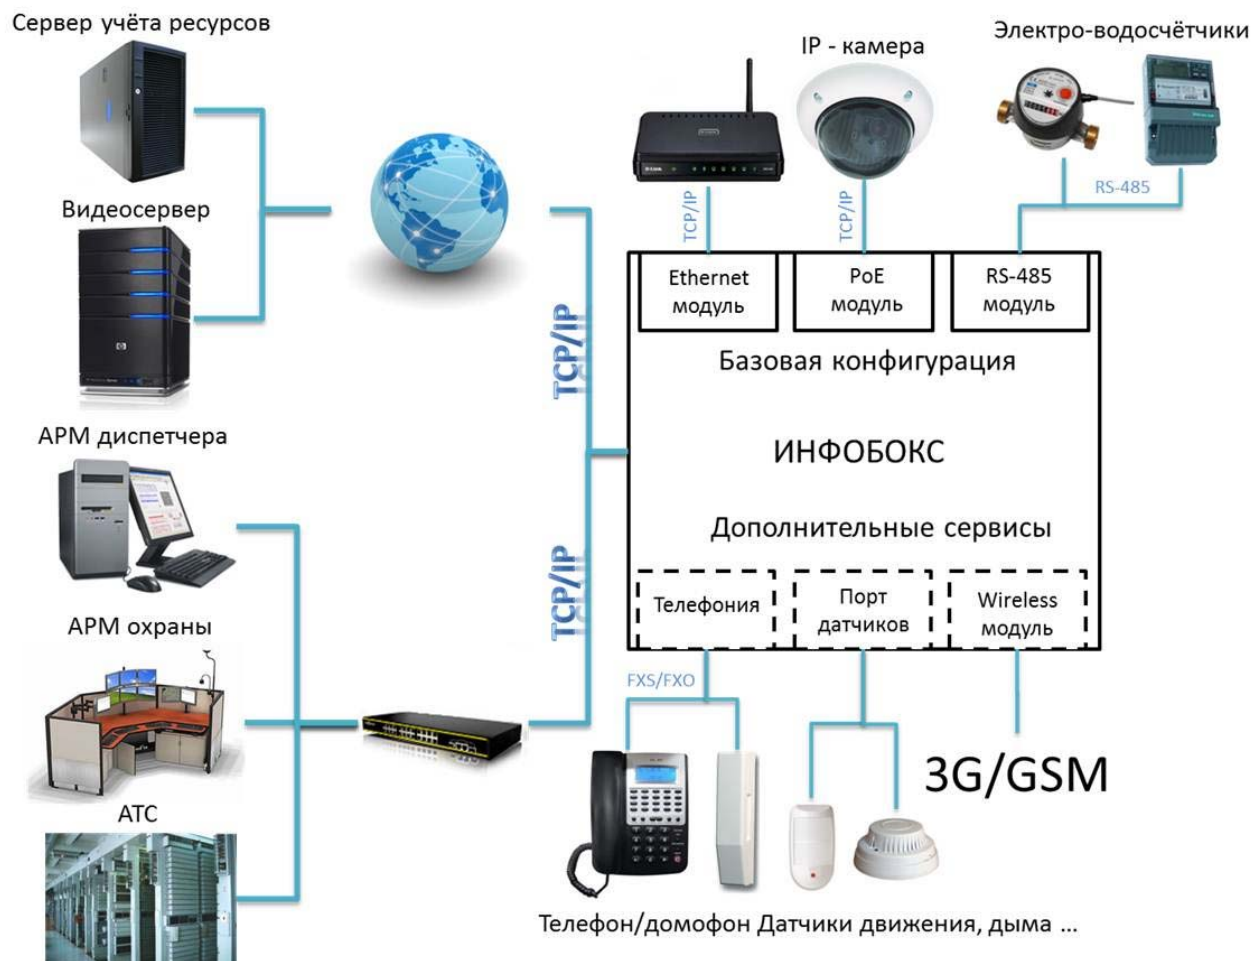 Сервер учёта ресурсов
IP - камера
Электро-водосчётчики
D-Link
RS-485
TCP/IP
TCP/IP
Видеосервер
Ethernet
модуль
PoE
модуль
RS-485
модуль
TCP/IP
Базовая конфигурация
hp
АРМ диспетчера
ИНФОБОКС
Дополнительные сервисы
TCP/IP
Телефония
Порт
датчиков
Wireless
модуль
АРМ охраны
FXS/FXO
3G/GSM
АТС
Телефон/домофон Датчики движения, дыма ...